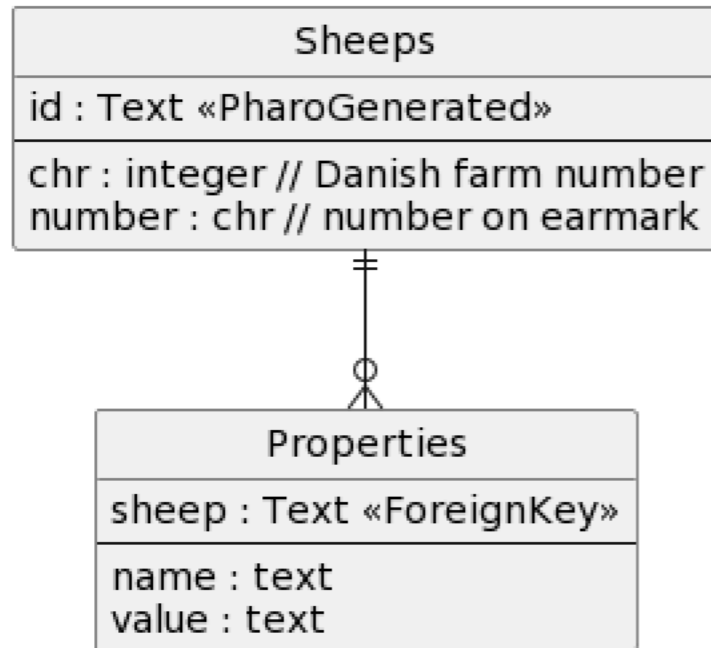 Sheeps
id : Text «PharoGenerated»
chr : integer // Danish farm number
number : chr // number on earmark
Properties
sheep : Text «ForeignKey»
name : text
value : text